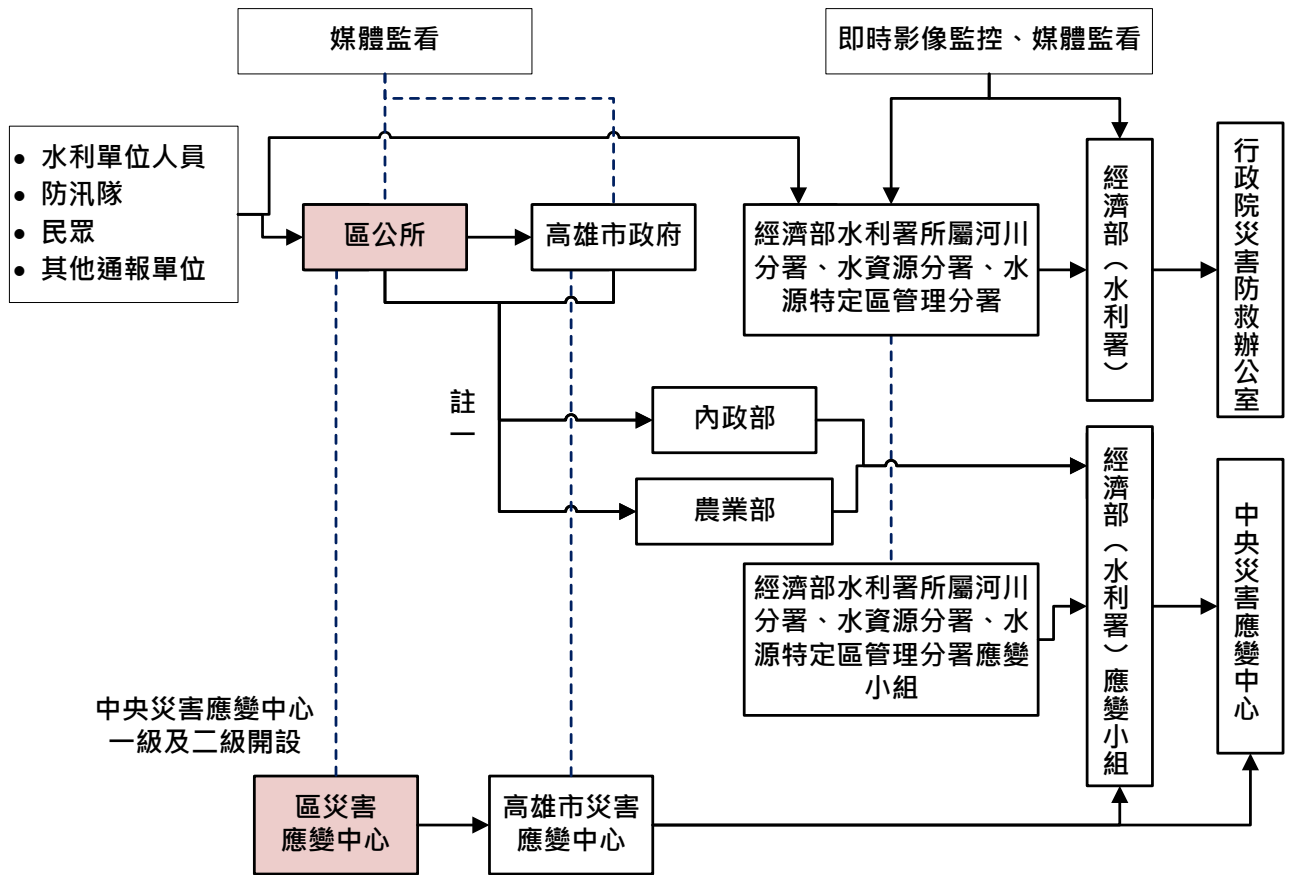 媒體監看
即時影像監控、媒體監看
• 水利單位人員
• 防汛隊
• 民眾
• 其他通報單位
區公所
高雄市政府
經濟部水利署所屬河川
分署、水資源分署、水
源特定區管理分署
經濟部（水利署）
行政院災害防救辦公室
註一
內政部
農業部
經濟部水利署所屬河川
分署、水資源分署、水
源特定區管理分署應變
小組
經濟部（水利署）應變小組
中央災害應變中心
中央災害應變中心
一級及二級開設
區災害
應變中心
高雄市災害
應變中心